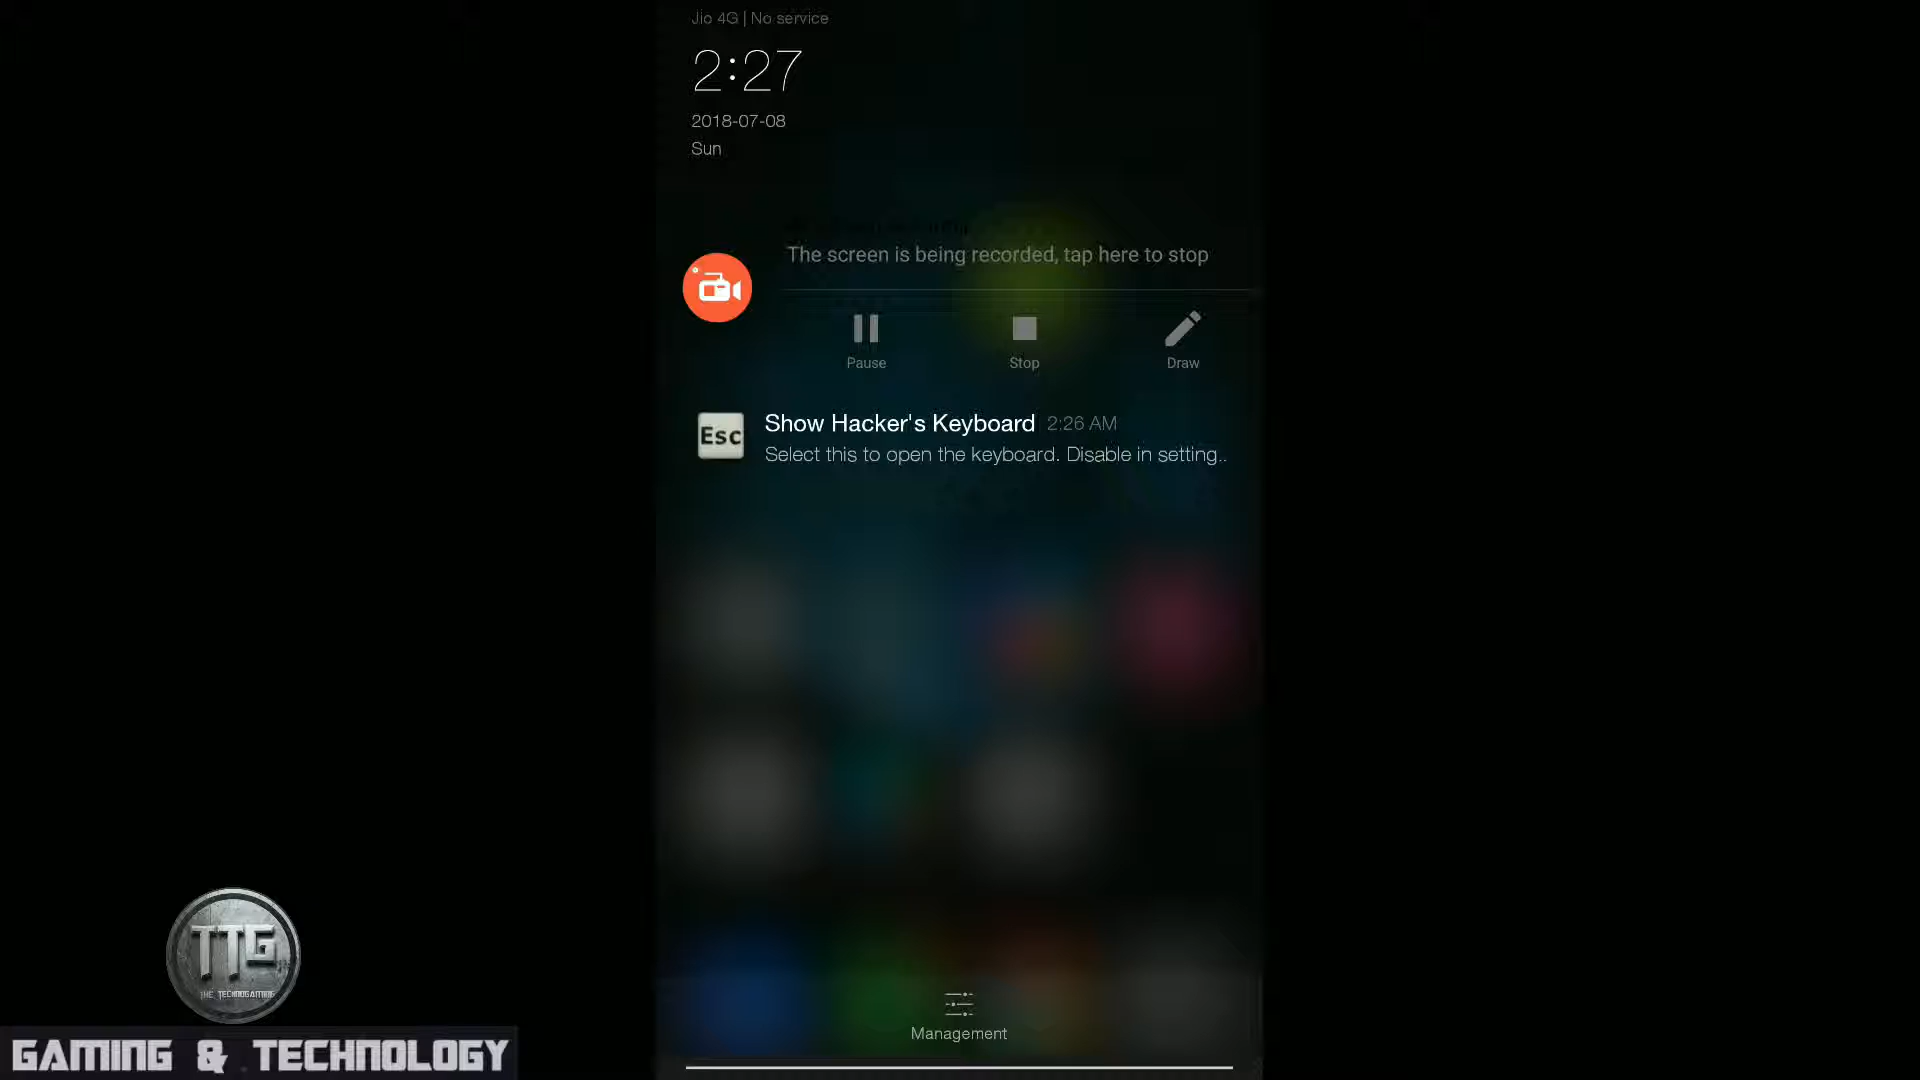 Jio 4G | No service
2:27
2018-07-08
Sun
The screen is being recorded, tap here to stop
Pause
Stop
Draw
Esc
Show Hacker's Keyboard 2:26 AM
Select this to open the keyboard. Disable in setting..
Management
TTG
THE TECHNOGAMING
GAMING & TECHNOLOGY